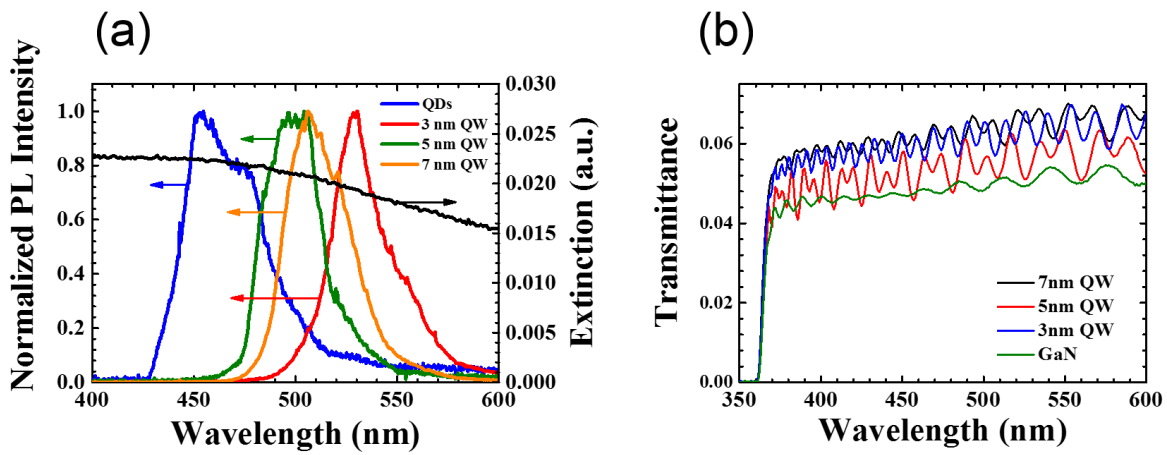 (a)
Normalized PL Intensity
1.0
0.8
0.6
0.4
0.2
0.0
QDs
3 nm QW
5 nm QW
7 nm QW
0.030
0.025
0.020
0.015
0.010
0.005
0.000
Extinction (a.u.)
400 450 500 550 600
Wavelength (nm)
(b)
Transmittance
0.06
0.04
0.02
0.00
7nm QW
5nm QW
3nm QW
GaN
350 400 450 500 550 600
Wavelength (nm)